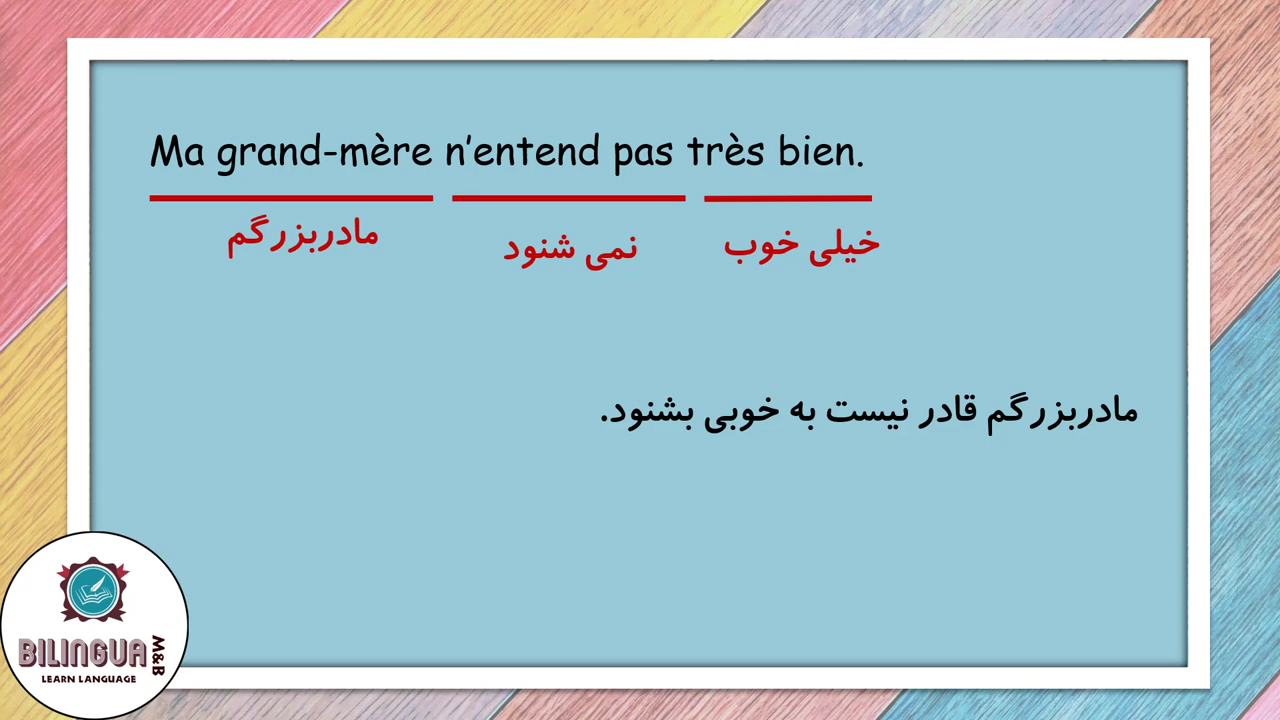 Ma grand-mère n’entend pas très bien.
مادربزرگم
نمی شنود
خیلی خوب
مادربزرگم قادر نیست به خوبی بشنود.
BILINGUA M&B
LEARN LANGUAGE